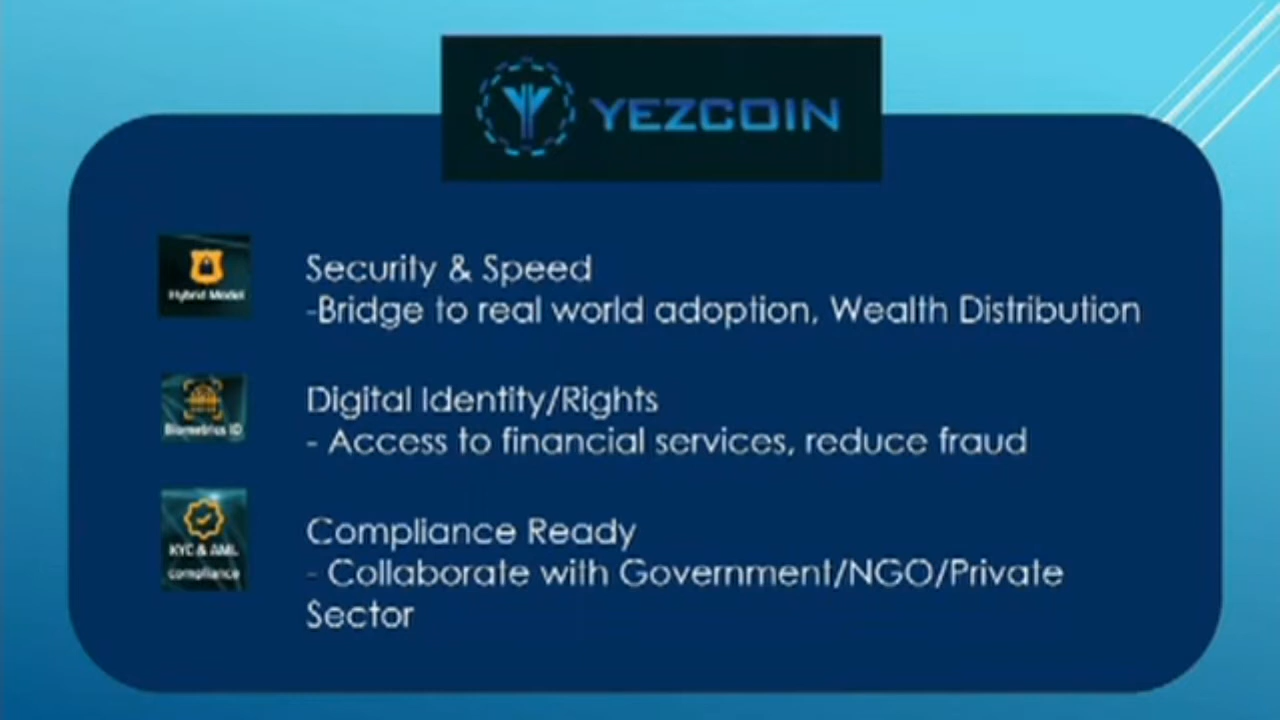 YEZCOIN
Hybrid Model
Security & Speed
-Bridge to real world adoption, Wealth Distribution
Biometrics ID
Digital Identity/Rights
- Access to financial services, reduce fraud
KYC & AML
compliance
Compliance Ready
- Collaborate with Government/NGO/Private
Sector